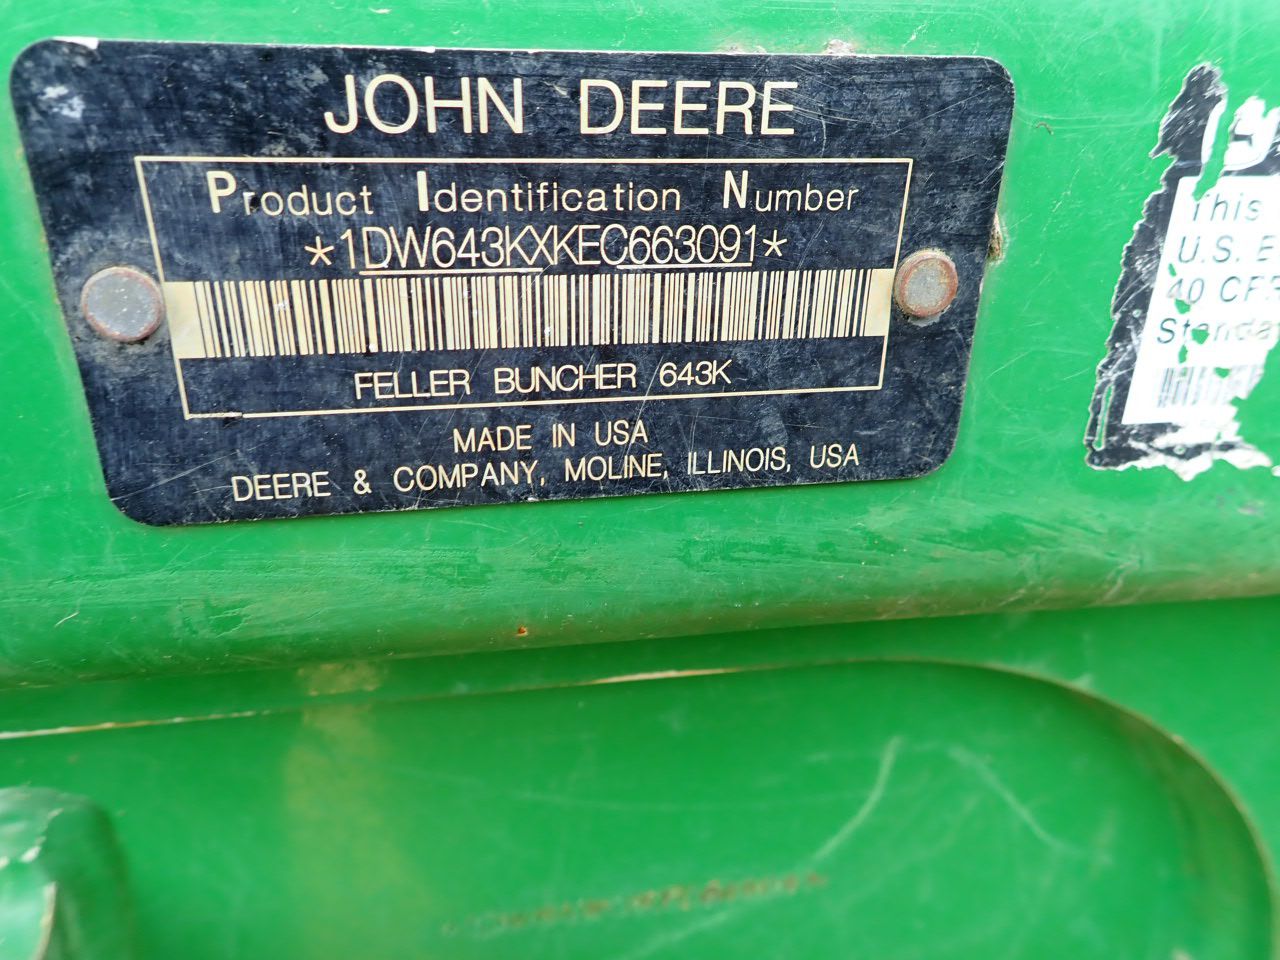 JOHN DEERE
Product Identification Number
*1DW643KXKEC663091*
FELLER BUNCHER 643K
MADE IN USA
DEERE & COMPANY, MOLINE, ILLINOIS, USA
This
U.S. E
40 CFR
Standa